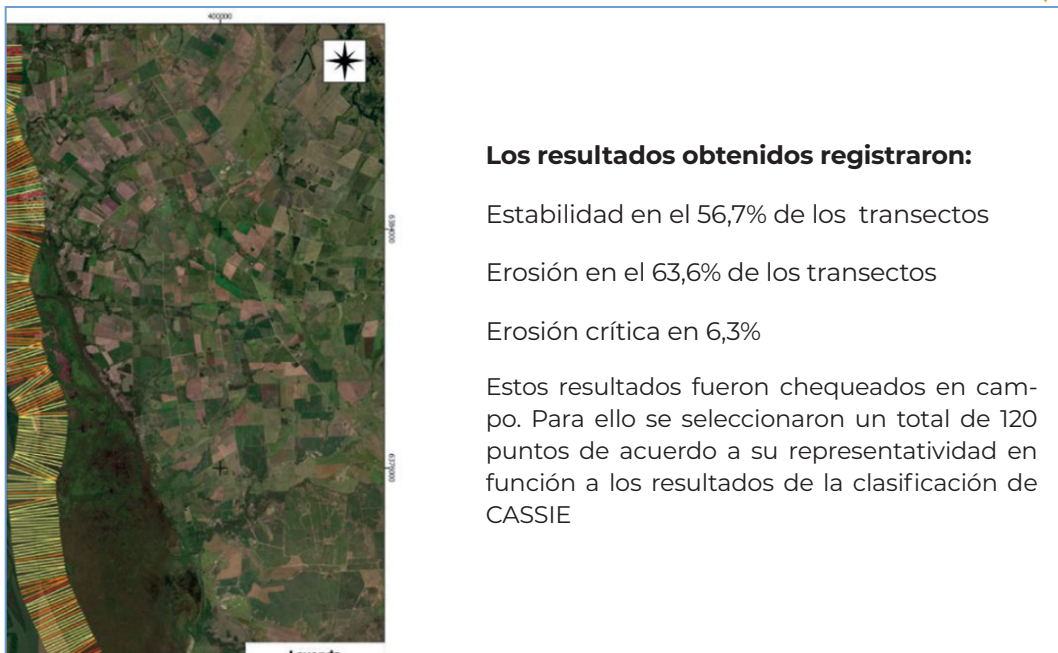 400000
6384000
6376000
Los resultados obtenidos registraron:
Estabilidad en el 56,7% de los transectos
Erosión en el 63,6% de los transectos
Erosión crítica en 6,3%
Estos resultados fueron chequeados en cam-
po. Para ello se seleccionaron un total de 120
puntos de acuerdo a su representatividad en
función a los resultados de la clasificación de
CASSIE